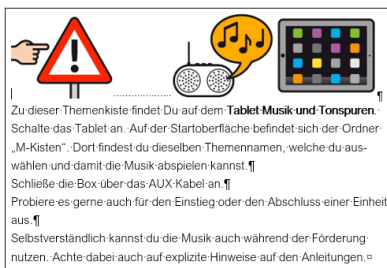 Zu dieser Themenkiste findet Du auf dem Tablet Musik und Tonspuren.
Schalte das Tablet an. Auf der Startoberfläche befindet sich der Ordner
„M-Kisten“. Dort findest du dieselben Themennamen, welche du aus-
wählen und damit die Musik abspielen kannst.¶
Schließe die Box über das AUX Kabel an.¶
Probiere es gerne auch für den Einstieg oder den Abschluss einer Einheit
aus.¶
Selbstverständlich kannst du die Musik auch während der Förderung
nutzen. Achte dabei auch auf explizite Hinweise auf den Anleitungen.¤